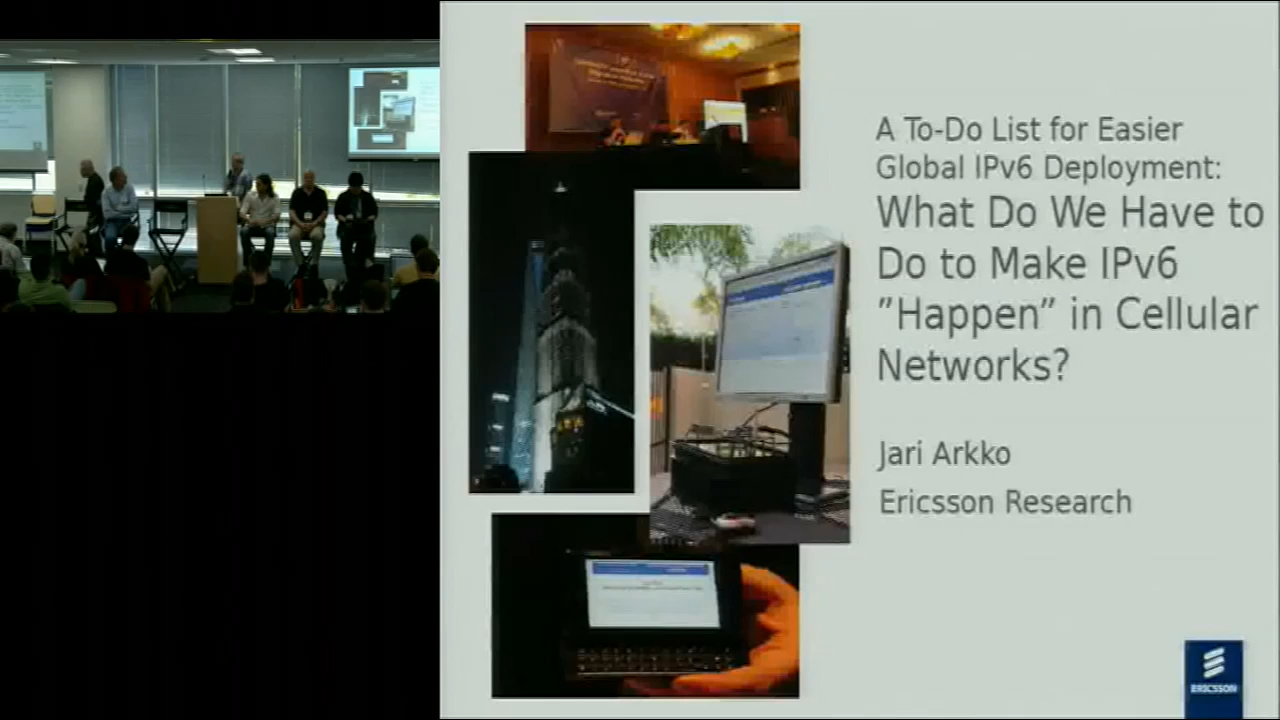 A To-Do List for Easier
Global IPv6 Deployment:
What Do We Have to
Do to Make IPv6
”Happen” in Cellular
Networks?
Jari Arkko
Ericsson Research
ERICSSON